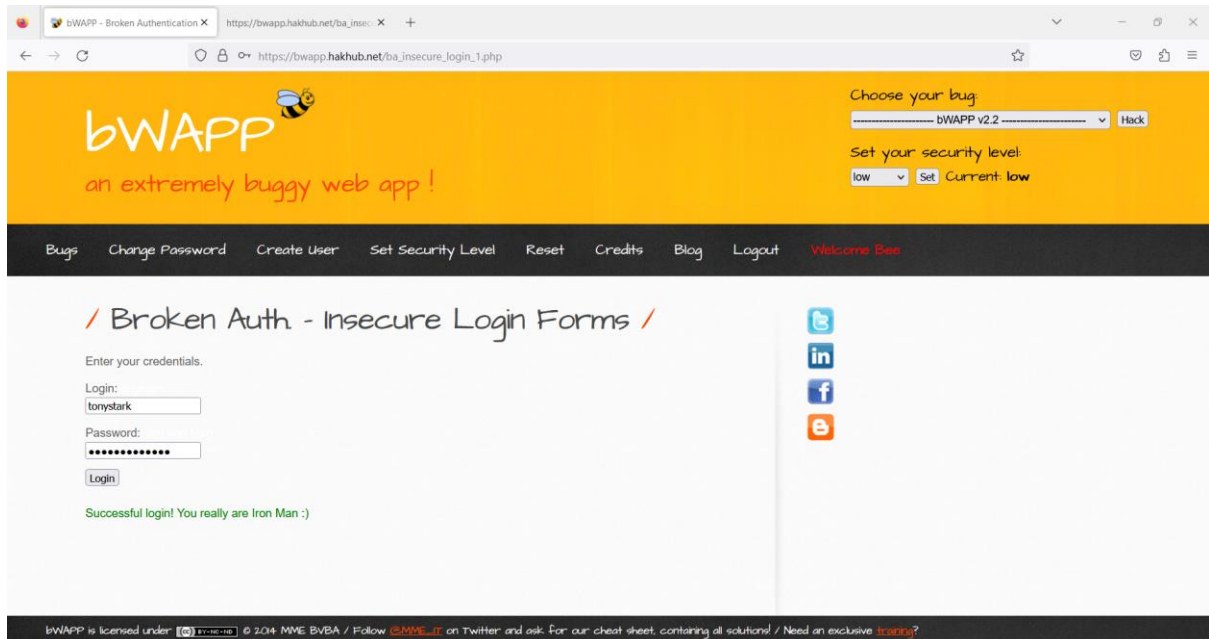 bWAPP - Broken Authentication
https://bwapp.hakhub.net/ba_insec
https://bwapp.hakhub.net/ba_insecure_login_1.php
bWAPP
an extremely buggy web app !
Choose your bug:
---------------------- bWAPP v2.2 -----------------------
Hack
Set your security level:
low
Set
Current: low
Bugs
Change Password
Create User
Set Security Level
Reset
Credits
Blog
Logout
Welcome Bee
/ Broken Auth. - Insecure Login Forms /
Enter your credentials.
Login:
tonystark
Password:
●●●●●●●●●●●●●
Login
Successful login! You really are Iron Man :)
bWAPP is licensed under (cc) BY-NC-ND © 2014 MME BVBA / Follow @MME_IT on Twitter and ask for our cheat sheet, containing all solutions! / Need an exclusive training?